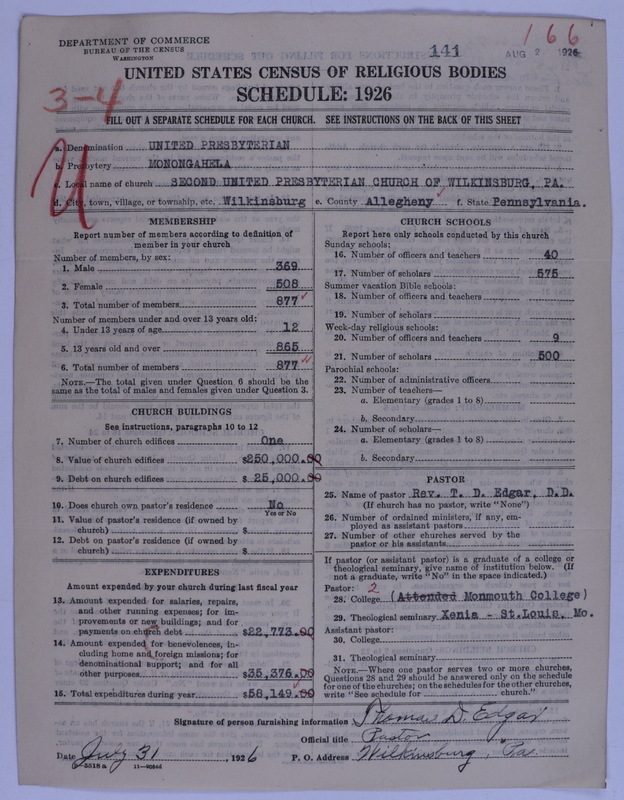 DEPARTMENT OF COMMERCE
BUREAU OF THE CENSUS
WASHINGTON
141
AUG 2 1926
166
UNITED STATES CENSUS OF RELIGIOUS BODIES
SCHEDULE: 1926
3-4
FILL OUT A SEPARATE SCHEDULE FOR EACH CHURCH. SEE INSTRUCTIONS ON THE BACK OF THIS SHEET
a. Denomination UNITED PRESBYTERIAN
b. Presbytery MONONGAHELA
c. Local name of church SECOND UNITED PRESBYTERIAN CHURCH OF WILKINSBURG, PA.
d. City, town, village, or township, etc. Wilkinsburg e. County Allegheny f. State Pennsylvania.
MEMBERSHIP
Report number of members according to definition of
member in your church
Number of members, by sex:
1. Male 369
2. Female 508
3. Total number of members 877
Number of members under and over 13 years old:
4. Under 13 years of age 12
5. 13 years old and over 865
6. Total number of members 877
NOTE.—The total given under Question 6 should be the
same as the total of males and females given under Question 3.
CHURCH BUILDINGS
See instructions, paragraphs 10 to 12
7. Number of church edifices One
8. Value of church edifices $250,000.00
9. Debt on church edifices $ 25,000.00
10. Does church own pastor's residence No
Yes or No
11. Value of pastor's residence (if owned by
church) $
12. Debt on pastor's residence (if owned by
church) $
EXPENDITURES
Amount expended by your church during last fiscal year
13. Amount expended for salaries, repairs,
and other running expenses; for im-
provements or new buildings; and for
payments on church debt $22,773.00
14. Amount expended for benevolences, in-
cluding home and foreign missions; for
denominational support; and for all
other purposes $35,376.00
15. Total expenditures during year $58,149.00
CHURCH SCHOOLS
Report here only schools conducted by this church
Sunday schools:
16. Number of officers and teachers 40
17. Number of scholars 575
Summer vacation Bible schools:
18. Number of officers and teachers
19. Number of scholars
Week-day religious schools:
20. Number of officers and teachers 9
21. Number of scholars 500
Parochial schools:
22. Number of administrative officers
23. Number of teachers—
a. Elementary (grades 1 to 8)
b. Secondary
24. Number of scholars—
a. Elementary (grades 1 to 8)
b. Secondary
PASTOR
25. Name of pastor Rev. T. D. Edgar, D.D.
(If church has no pastor, write "None")
26. Number of ordained ministers, if any, em-
ployed as assistant pastors
27. Number of other churches served by the
pastor or his assistants
If pastor (or assistant pastor) is a graduate of a college or
theological seminary, give name of institution below. (If
not a graduate, write "No" in the space indicated.)
Pastor: 2
28. College (Attended Monmouth College)
29. Theological seminary Xenia - St.Louis, Mo.
Assistant pastor:
30. College
31. Theological seminary
NOTE.—Where one pastor serves two or more churches,
Questions 28 and 29 should be answered only on the schedule
for one of the churches; on the schedules for the other churches,
write "See schedule for church."
Signature of person furnishing information Thomas D. Edgar
Official title Pastor
Date July 31, 1926 P. O. Address Wilkinsburg, Pa
8-5518 a 11-90846